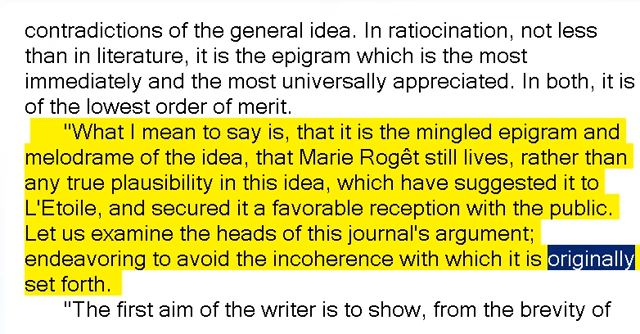 contradictions of the general idea. In ratiocination, not less
than in literature, it is the epigram which is the most
immediately and the most universally appreciated. In both, it is
of the lowest order of merit.
"What I mean to say is, that it is the mingled epigram and
melodrame of the idea, that Marie Rogêt still lives, rather than
any true plausibility in this idea, which have suggested it to
L'Etoile, and secured it a favorable reception with the public.
Let us examine the heads of this journal's argument;
endeavoring to avoid the incoherence with which it is originally
set forth.
"The first aim of the writer is to show, from the brevity of